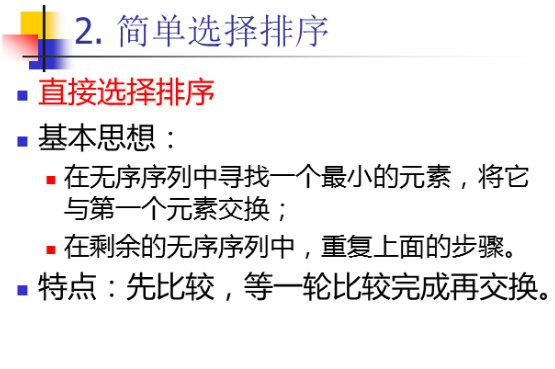 2. 简单选择排序
直接选择排序
基本思想：
在无序序列中寻找一个最小的元素，将它
与第一个元素交换；
在剩余的无序序列中，重复上面的步骤。
特点：先比较，等一轮比较完成再交换。